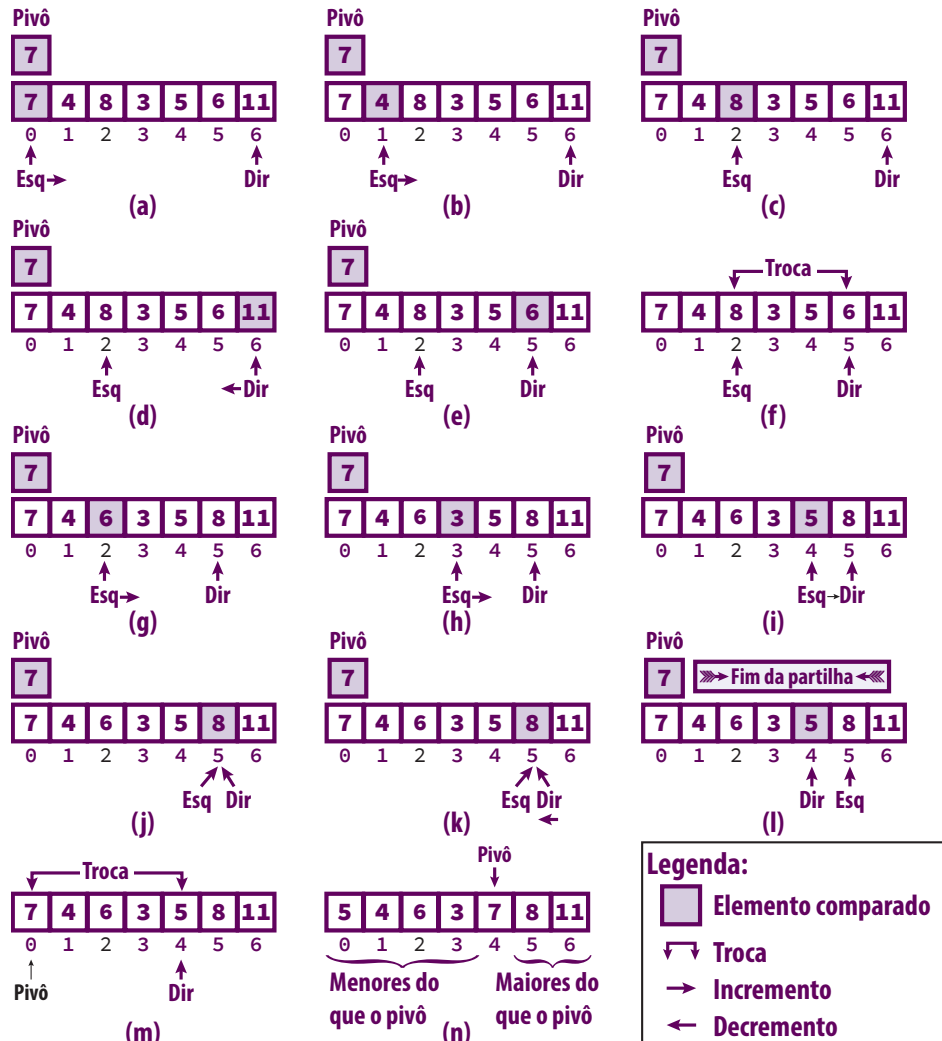 Pivô Pivô Pivô
7 7 7
7 4 8 3 5 6 11 7 4 8 3 5 6 11 7 4 8 3 5 6 11
0 1 2 3 4 5 6 0 1 2 3 4 5 6 0 1 2 3 4 5 6
Esq Dir Esq Dir Esq Dir
(a) (b) (c)
Pivô Pivô
7 7 Troca
7 4 8 3 5 6 11 7 4 8 3 5 6 11 7 4 8 3 5 6 11
0 1 2 3 4 5 6 0 1 2 3 4 5 6 0 1 2 3 4 5 6
Esq Dir Esq Dir Esq Dir
(d) (e) (f)
Pivô Pivô Pivô
7 7 7
7 4 6 3 5 8 11 7 4 6 3 5 8 11 7 4 6 3 5 8 11
0 1 2 3 4 5 6 0 1 2 3 4 5 6 0 1 2 3 4 5 6
Esq Dir Esq Dir Esq Dir
(g) (h) (i)
Pivô Pivô Pivô
7 7 7 Fim da partilha
7 4 6 3 5 8 11 7 4 6 3 5 8 11 7 4 6 3 5 8 11
0 1 2 3 4 5 6 0 1 2 3 4 5 6 0 1 2 3 4 5 6
Esq Dir Esq Dir Dir Esq
(j) (k) (l)
Troca Pivô
7 4 6 3 5 8 11 5 4 6 3 7 8 11
0 1 2 3 4 5 6 0 1 2 3 4 5 6
Pivô Dir Menores do Maiores do
que o pivô que o pivô
(m) (n)
Legenda:
Elemento comparado
Troca
Incremento
Decremento